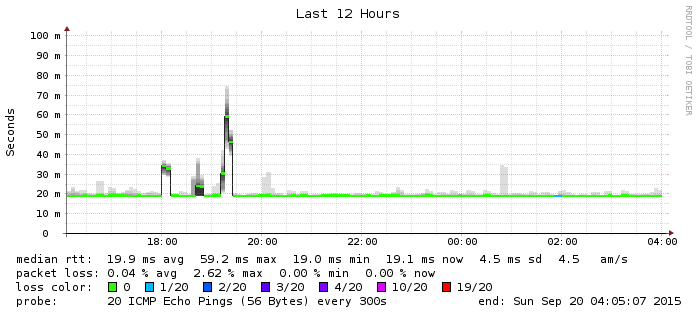 Last 12 Hours
RRDTOOL / TOBI OETIKER
Seconds
100 m
90 m
80 m
70 m
60 m
50 m
40 m
30 m
20 m
10 m
0
18:00 20:00 22:00 00:00 02:00 04:00
median rtt: 19.9 ms avg 59.2 ms max 19.0 ms min 19.1 ms now 4.5 ms sd 4.5 am/s
packet loss: 0.04 % avg 2.62 % max 0.00 % min 0.00 % now
loss color: 0 1/20 2/20 3/20 4/20 10/20 19/20
probe: 20 ICMP Echo Pings (56 Bytes) every 300s end: Sun Sep 20 04:05:07 2015